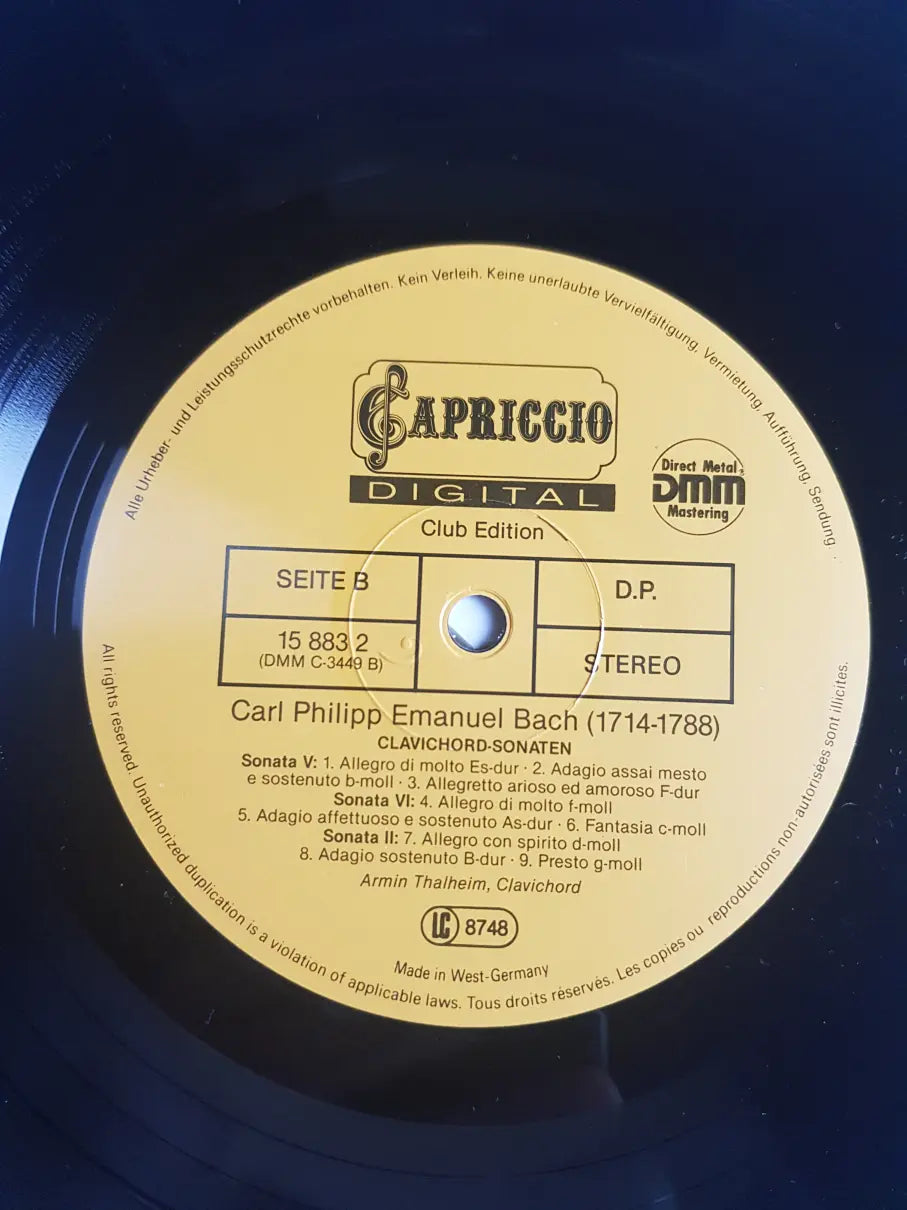 Alle Urheber- und Leistungsschutzrechte vorbehalten. Kein Verleih. Keine unerlaubte Vervielfältigung, Vermietung, Aufführung, Sendung
CAPRICCIO
DIGITAL
Direct Metal
DMM
Mastering
Club Edition
SEITE B
D.P.
15 883 2
(DMM C-3449 B)
STEREO
Carl Philipp Emanuel Bach (1714-1788)
CLAVICHORD-SONATEN
Sonata V: 1. Allegro di molto Es-dur · 2. Adagio assai mesto
e sostenuto b-moll · 3. Allegretto arioso ed amoroso F-dur
Sonata VI: 4. Allegro di molto f-moll
5. Adagio affettuoso e sostenuto As-dur · 6. Fantasia c-moll
Sonata II: 7. Allegro con spirito d-moll
8. Adagio sostenuto B-dur · 9. Presto g-moll
Armin Thalheim, Clavichord
LC 8748
Made in West-Germany
All rights reserved. Unauthorized duplication is a violation of applicable laws. Tous droits réservés. Les copies ou reproductions non-autorisées sont illicites.